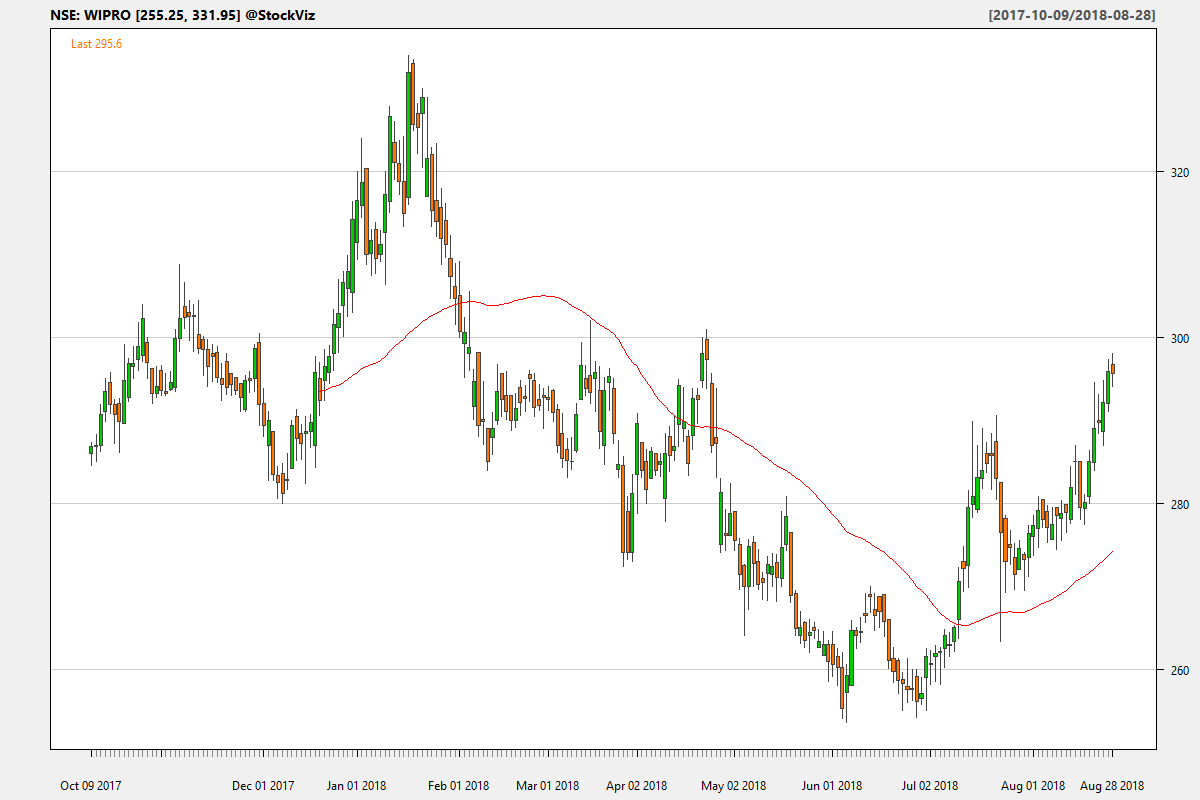 NSE: WIPRO [255.25, 331.95] @StockViz
[2017-10-09/2018-08-28]
Last 295.6
320
300
280
260
Oct 09 2017
Dec 01 2017
Jan 01 2018
Feb 01 2018
Mar 01 2018
Apr 02 2018
May 02 2018
Jun 01 2018
Jul 02 2018
Aug 01 2018
Aug 28 2018